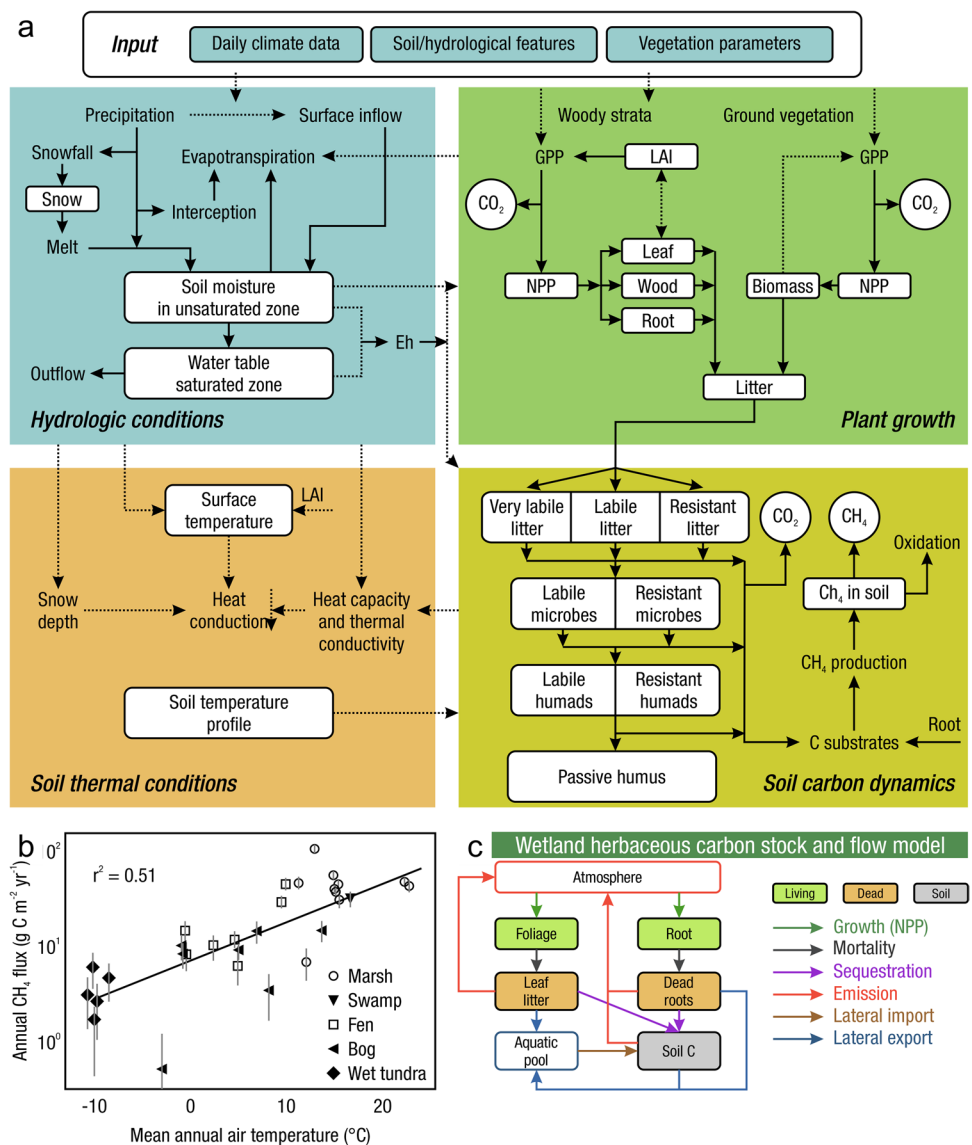 a
Input
Daily climate data
Soil/hydrological features
Vegetation parameters
Precipitation
Surface inflow
Snowfall
Evapotranspiration
Snow
Interception
Melt
Soil moisture
in unsaturated zone
Eh
Water table
saturated zone
Outflow
Hydrologic conditions
Woody strata
Ground vegetation
GPP
LAI
GPP
CO2
CO2
Leaf
NPP
Wood
Biomass
NPP
Root
Litter
Plant growth
Surface
temperature
LAI
Snow
depth
Heat
conduction
Heat capacity
and thermal
conductivity
Soil temperature
profile
Soil thermal conditions
Very labile
litter
Labile
litter
Resistant
litter
CO2
CH4
Oxidation
Labile
microbes
Resistant
microbes
Ch4 in soil
CH4 production
Labile
humads
Resistant
humads
C substrates
Root
Passive humus
Soil carbon dynamics
b
Annual CH4 flux (g C m-2 yr-1)
10^2
10^1
10^0
r2 = 0.51
Marsh
Swamp
Fen
Bog
Wet tundra
-10
0
10
20
Mean annual air temperature (°C)
c
Wetland herbaceous carbon stock and flow model
Atmosphere
Foliage
Root
Leaf
litter
Dead
roots
Aquatic
pool
Soil C
Living
Dead
Soil
Growth (NPP)
Mortality
Sequestration
Emission
Lateral import
Lateral export